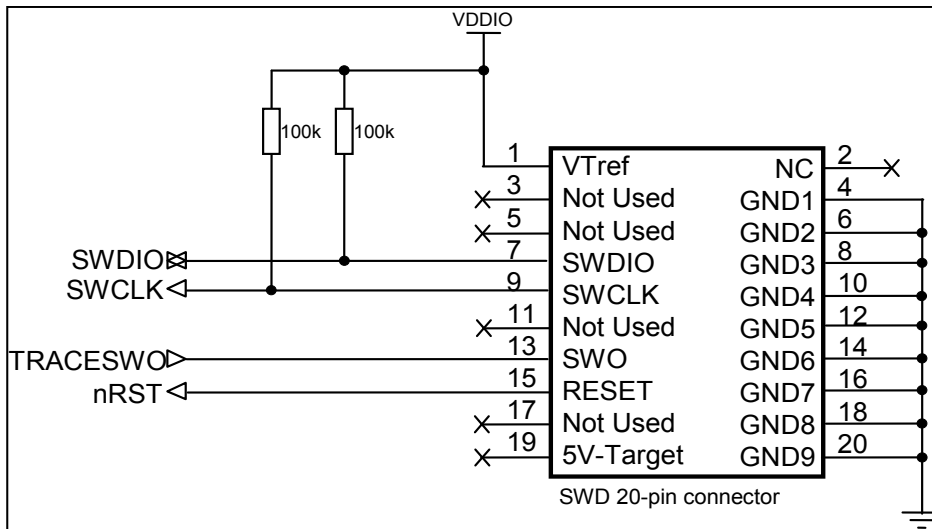 VDDIO
100k 100k
1 VTref NC 2
3 Not Used GND1 4
5 Not Used GND2 6
SWDIO 7 SWDIO GND3 8
SWCLK 9 SWCLK GND4 10
11 Not Used GND5 12
TRACESWO 13 SWO GND6 14
nRST 15 RESET GND7 16
17 Not Used GND8 18
19 5V-Target GND9 20
SWD 20-pin connector